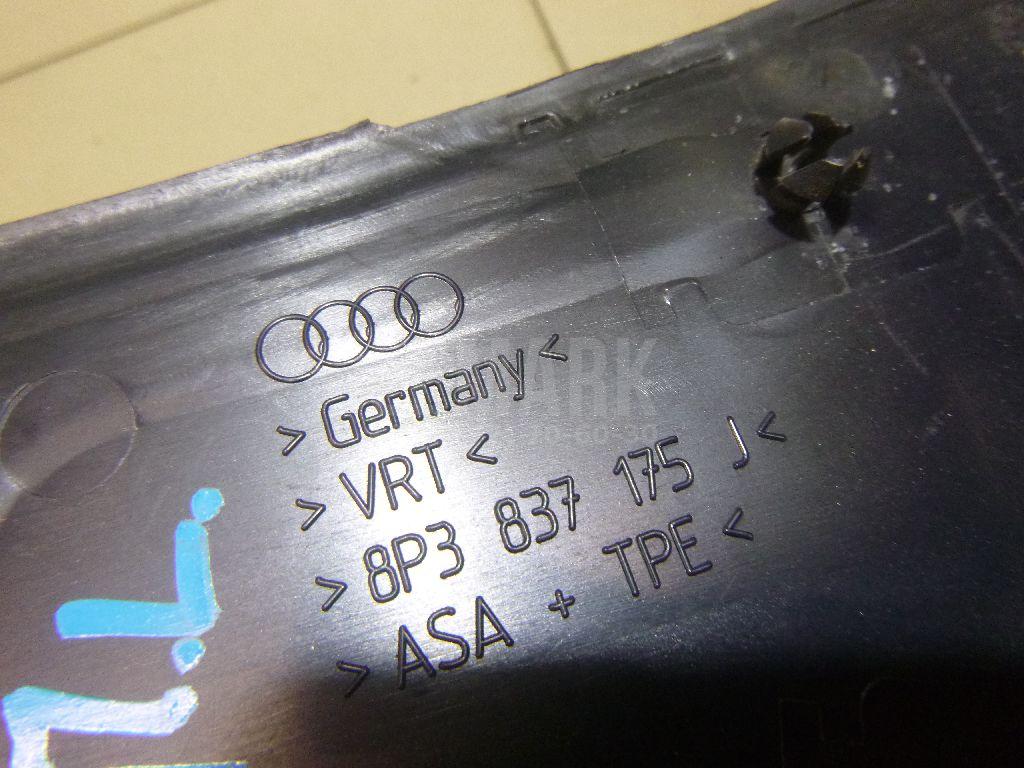 >Germany<
>VRT<
>8P3 837 175 J<
>ASA + TPE<